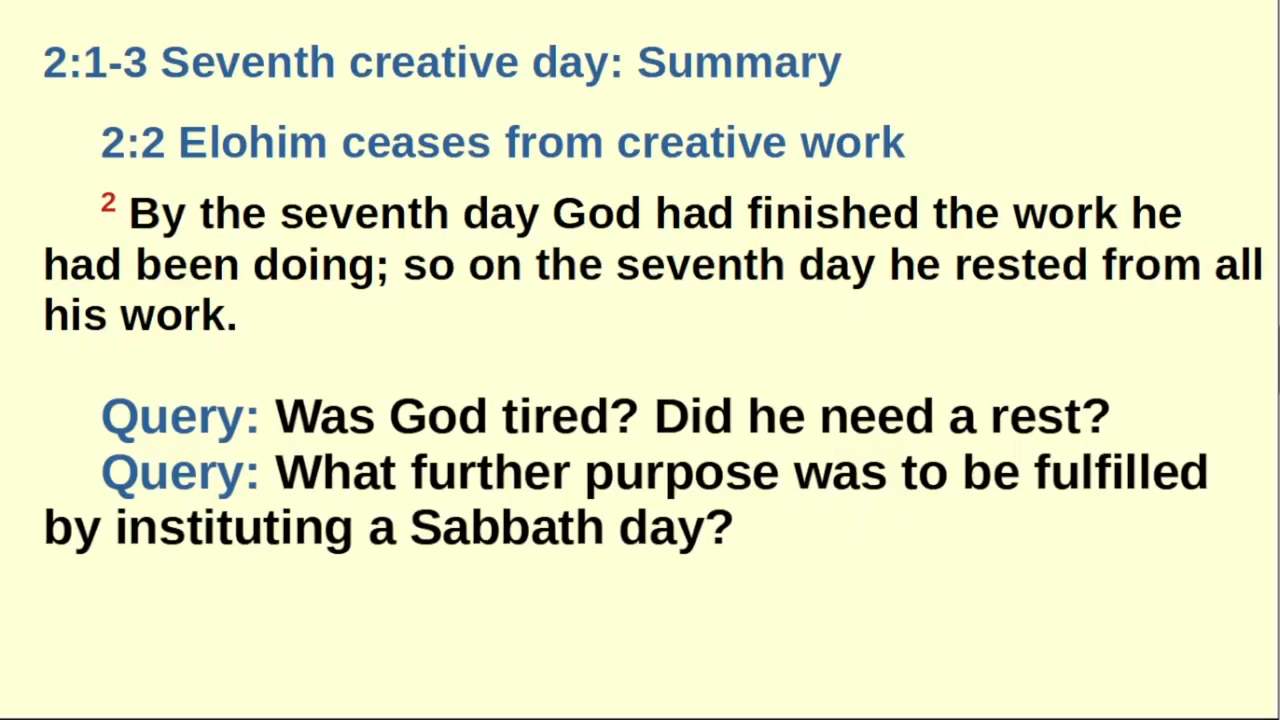 2:1-3 Seventh creative day: Summary
2:2 Elohim ceases from creative work
2 By the seventh day God had finished the work he
had been doing; so on the seventh day he rested from all
his work.
Query: Was God tired? Did he need a rest?
Query: What further purpose was to be fulfilled
by instituting a Sabbath day?